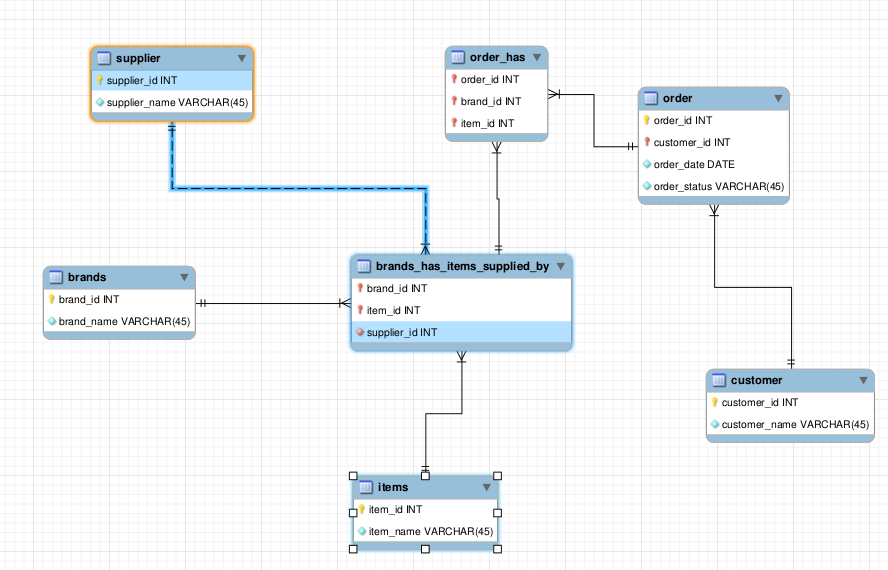 supplier
supplier_id INT
supplier_name VARCHAR(45)
order_has
order_id INT
brand_id INT
item_id INT
order
order_id INT
customer_id INT
order_date DATE
order_status VARCHAR(45)
brands
brand_id INT
brand_name VARCHAR(45)
brands_has_items_supplied_by
brand_id INT
item_id INT
supplier_id INT
customer
customer_id INT
customer_name VARCHAR(45)
items
item_id INT
item_name VARCHAR(45)